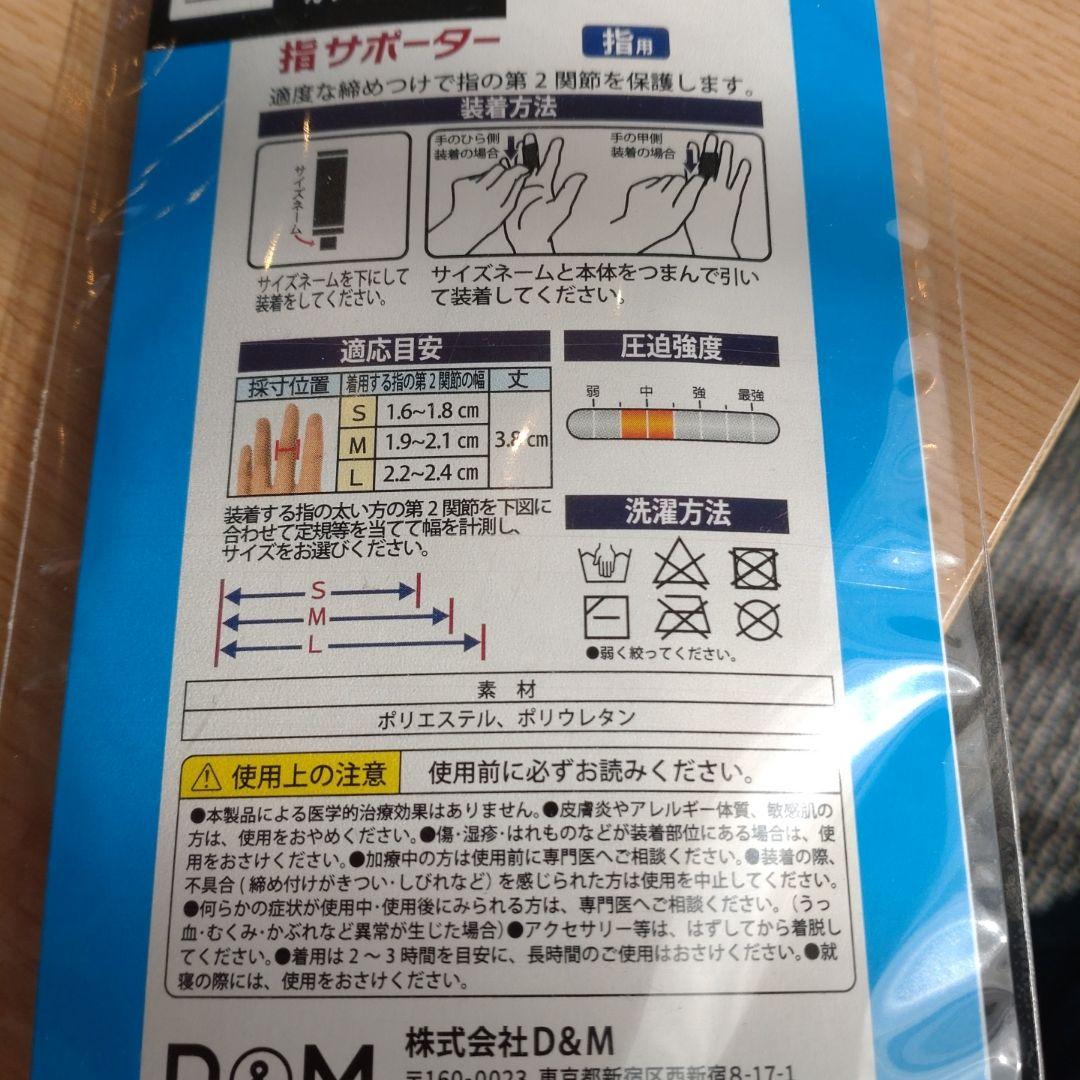 指サポーター
指用
適度な締めつけで指の第2関節を保護します。
装着方法
サイズネーム
サイズネームを下にして
装着をしてください。
手のひら側
装着の場合
手の甲側
装着の場合
サイズネームと本体をつまんで引い
て装着してください。
適応目安
採寸位置 着用する指の第2関節の幅 丈
S 1.6~1.8 cm
M 1.9~2.1 cm 3.8 cm
L 2.2~2.4 cm
装着する指の太い方の第2関節を下図に
合わせて定規等を当てて幅を計測し、
サイズをお選びください。
S
M
L
圧迫強度
弱 中 強 最強
洗濯方法
●弱く絞ってください。
素 材
ポリエステル、ポリウレタン
使用上の注意 使用前に必ずお読みください。
●本製品による医学的治療効果はありません。●皮膚炎やアレルギー体質、敏感肌の
方は、使用をおやめください。●傷・湿疹・はれものなどが装着部位にある場合は、使
用をおさけください。●加療中の方は使用前に専門医へご相談ください。●装着の際、
不具合(締め付けがきつい・しびれなど)を感じられた方は使用を中止してください。
●何らかの症状が使用中・使用後にみられる方は、専門医へご相談ください。(うっ
血・むくみ・かぶれなど異常が生じた場合)●アクセサリー等は、はずしてから着脱し
てください。●着用は2～3時間を目安に、長時間のご使用はおさけください。●就
寝の際には、使用をおさけください。
D&M
株式会社D&M
〒160-0023 東京都新宿区西新宿8-17-1